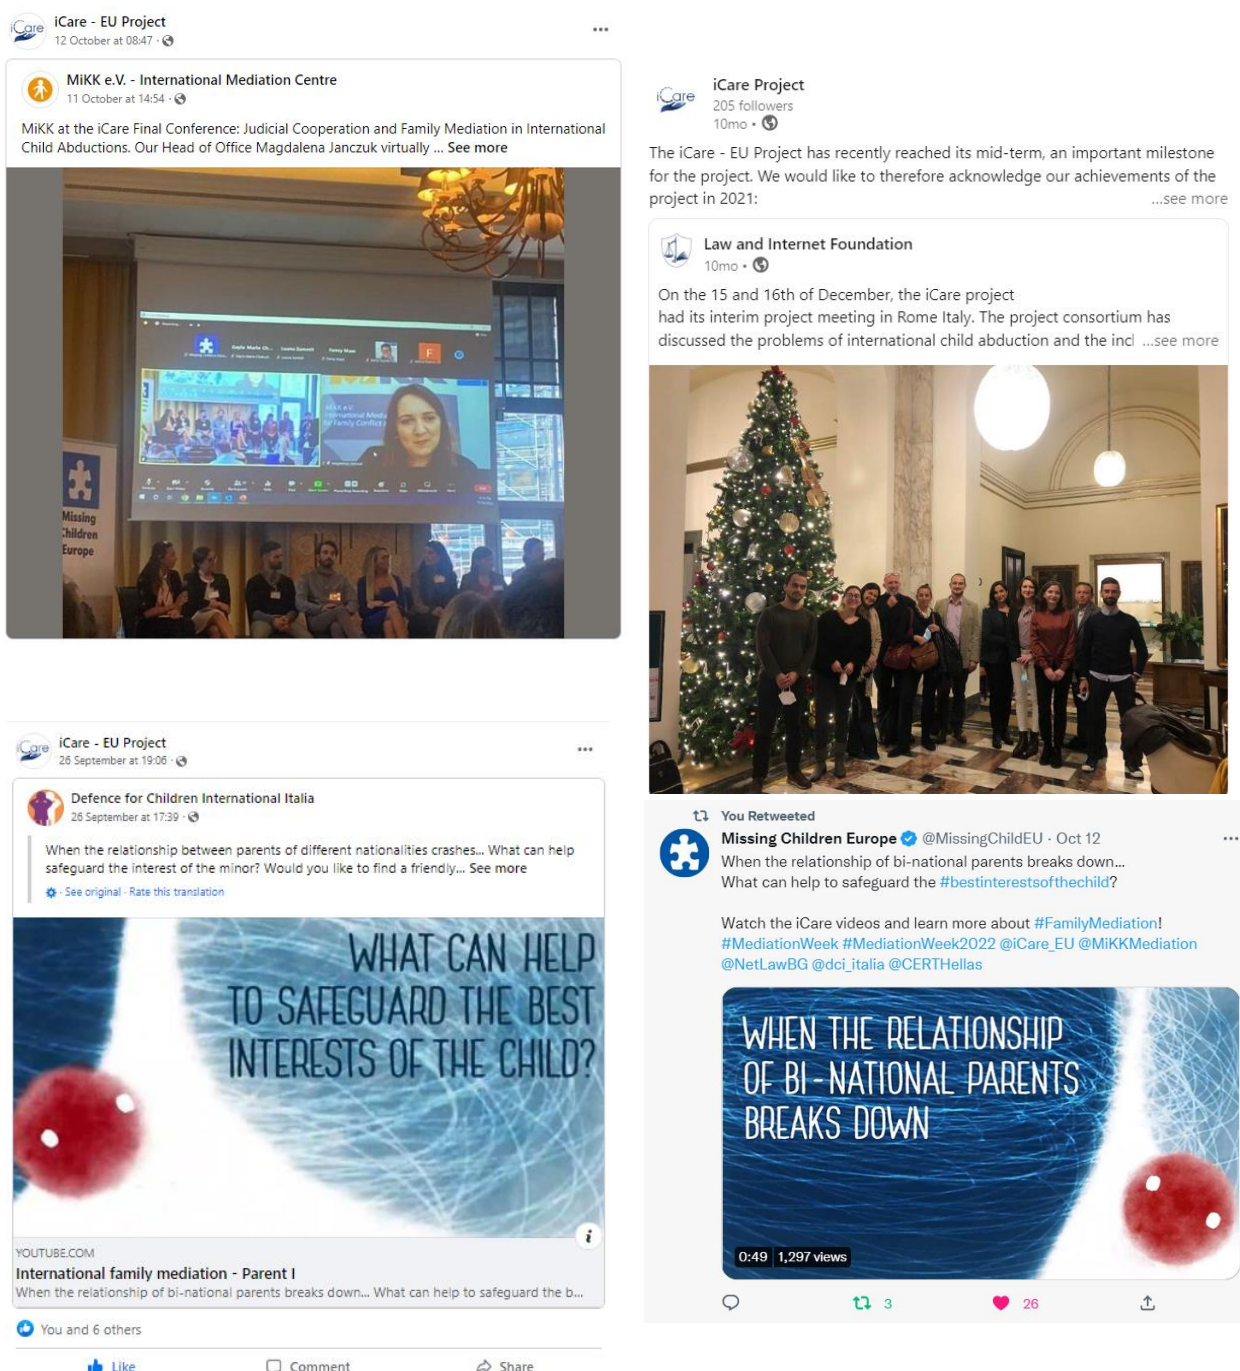 iCare
iCare - EU Project
12 October at 08:47 ·
MiKK e.V. - International Mediation Centre
11 October at 14:54 ·
MiKK at the iCare Final Conference: Judicial Cooperation and Family Mediation in International
Child Abductions. Our Head of Office Magdalena Janczuk virtually ... See more
Missing
Children
Europe
iCare
iCare Project
205 followers
10mo •
The iCare - EU Project has recently reached its mid-term, an important milestone
for the project. We would like to therefore acknowledge our achievements of the
project in 2021: ...see more
Law and Internet Foundation
10mo •
On the 15 and 16th of December, the iCare project
had its interim project meeting in Rome Italy. The project consortium has
discussed the problems of international child abduction and the incl ...see more
iCare
iCare - EU Project
26 September at 19:06 ·
Defence for Children International Italia
26 September at 17:39 ·
When the relationship between parents of different nationalities crashes... What can help
safeguard the interest of the minor? Would you like to find a friendly... See more
· See original · Rate this translation
WHAT CAN HELP
TO SAFEGUARD THE BEST
INTERESTS OF THE CHILD?
i
YOUTUBE.COM
International family mediation - Parent I
When the relationship of bi-national parents breaks down... What can help to safeguard the b...
You and 6 others
Like Comment Share
You Retweeted
Missing Children Europe @MissingChildEU · Oct 12
When the relationship of bi-national parents breaks down...
What can help to safeguard the #bestinterestsofthechild?
Watch the iCare videos and learn more about #FamilyMediation!
#MediationWeek #MediationWeek2022 @iCare_EU @MiKKMediation
@NetLawBG @dci_italia @CERTHellas
WHEN THE RELATIONSHIP
OF BI-NATIONAL PARENTS
BREAKS DOWN
0:49 1,297 views
3 26